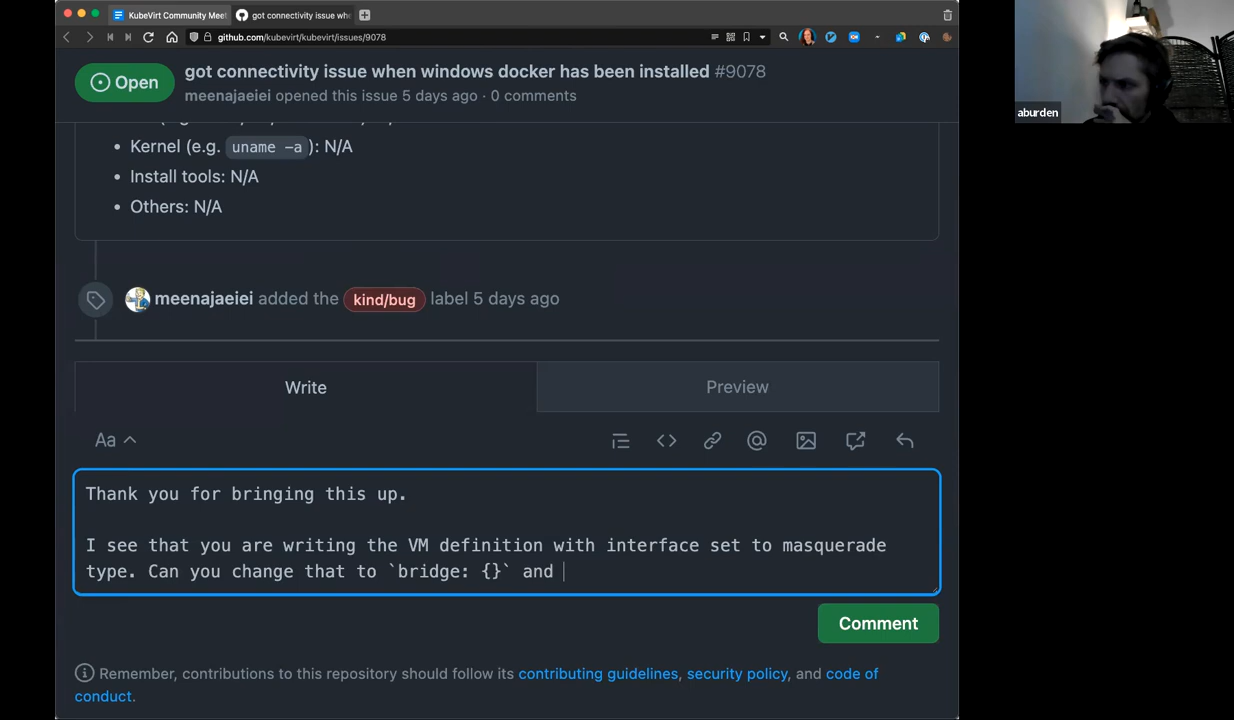 KubeVirt Community Meet
got connectivity issue whe
github.com/kubevirt/kubevirt/issues/9078
Open
got connectivity issue when windows docker has been installed #9078
meenajaeiei opened this issue 5 days ago · 0 comments
Kernel (e.g. uname -a): N/A
Install tools: N/A
Others: N/A
meenajaeiei added the kind/bug label 5 days ago
Write
Preview
Aa
Thank you for bringing this up.
I see that you are writing the VM definition with interface set to masquerade
type. Can you change that to `bridge: {}` and
Comment
Remember, contributions to this repository should follow its contributing guidelines, security policy, and code of
conduct.
aburden